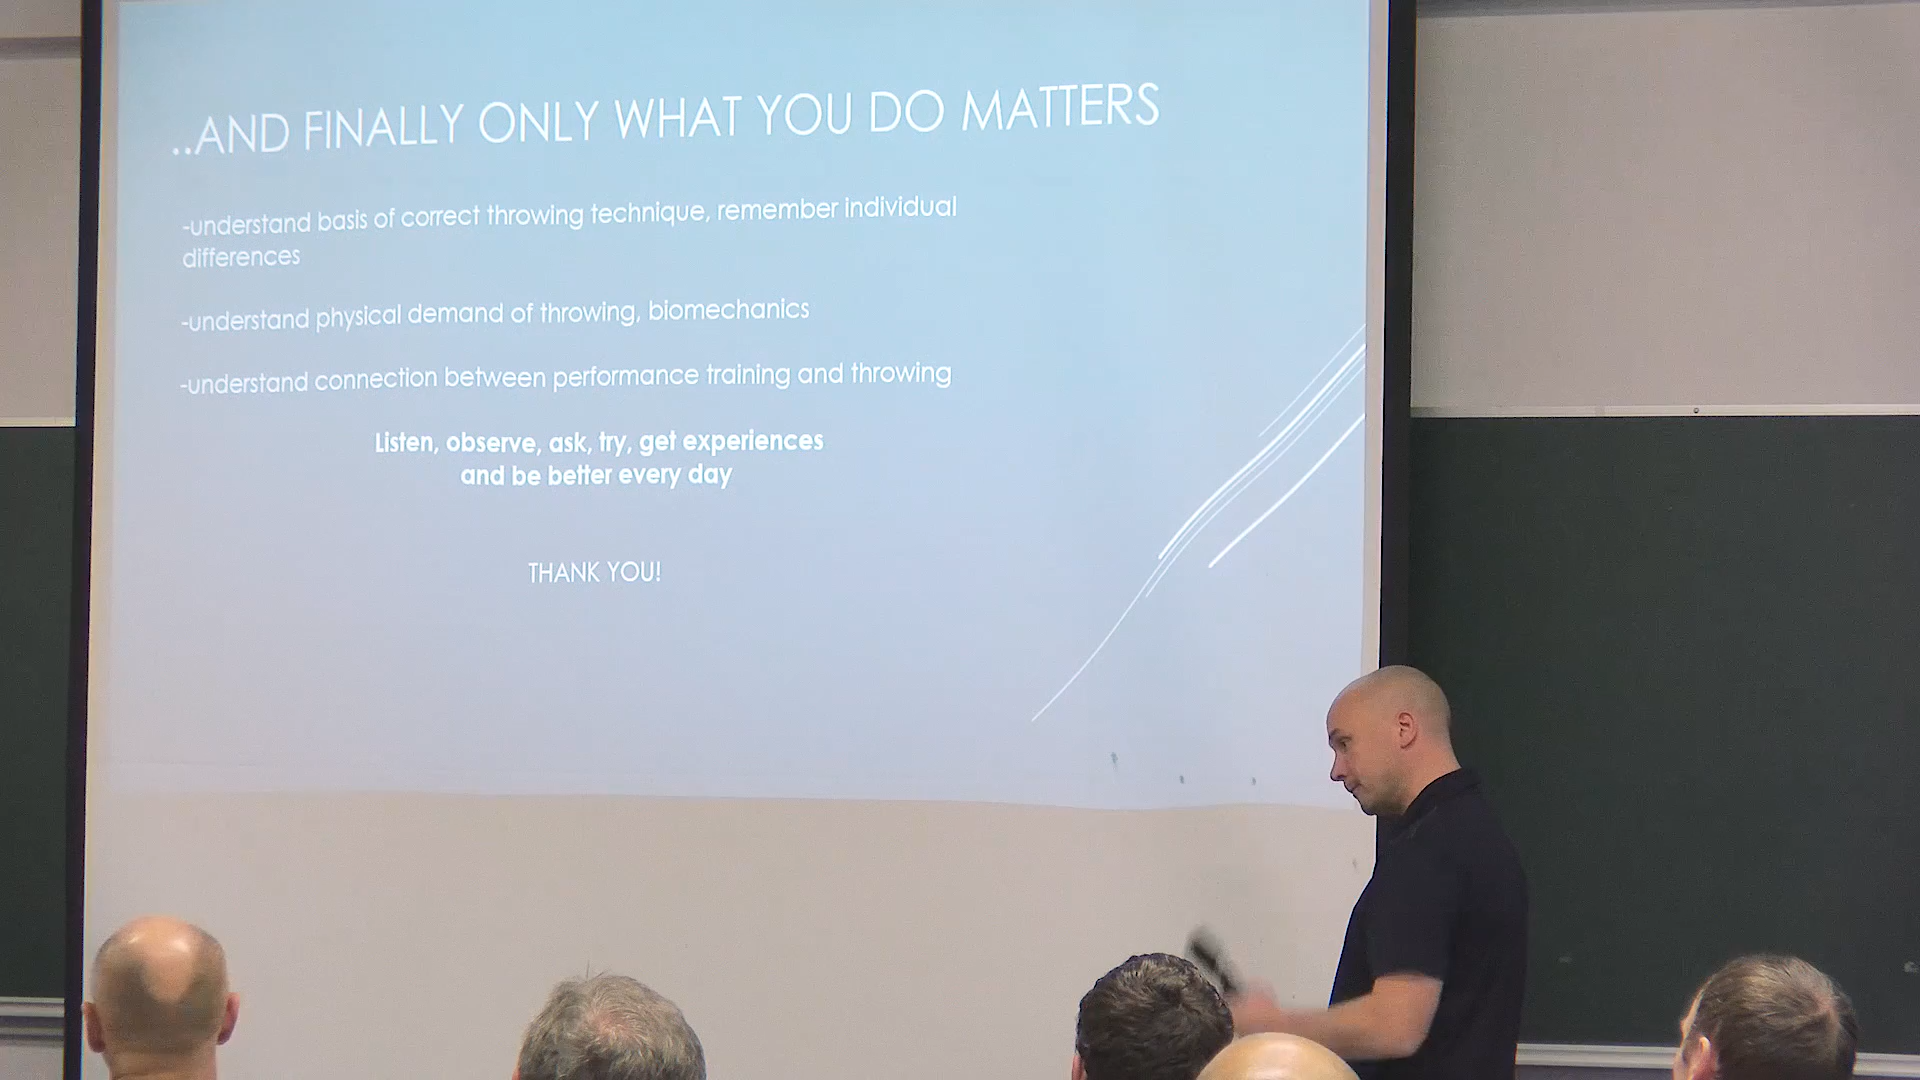 ..AND FINALLY ONLY WHAT YOU DO MATTERS
-understand basis of correct throwing technique, remember individual
differences
-understand physical demand of throwing, biomechanics
-understand connection between performance training and throwing
Listen, observe, ask, try, get experiences
and be better every day
THANK YOU!